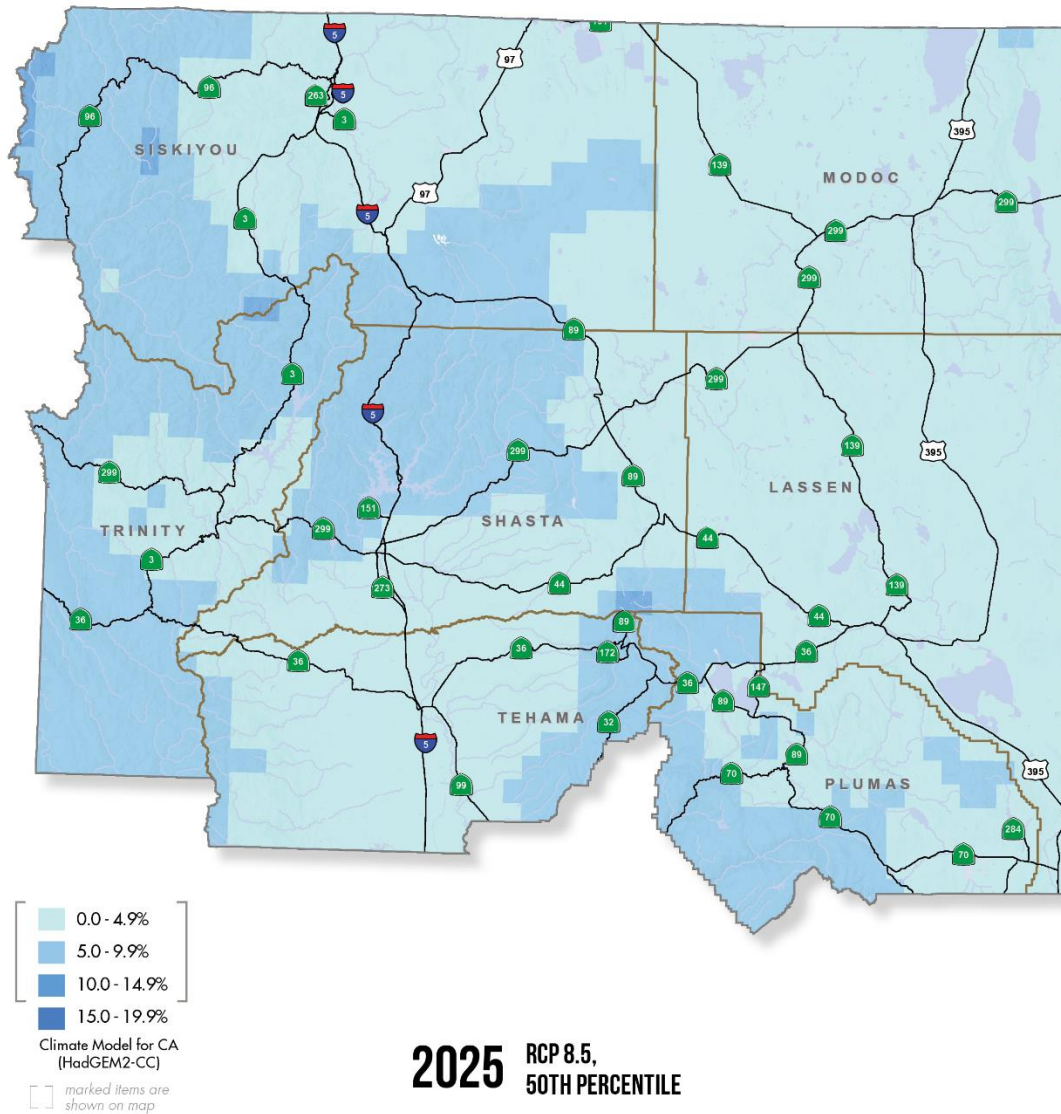 5
97
96
263
5
3
96
SISKIYOU
139
395
MODOC
97
3
5
299
299
299
89
3
299
5
139
395
299
299
89
LASSEN
TRINITY
151
SHASTA
299
44
3
273
44
139
36
89
44
36
36
172
36
36
147
89
TEHAMA
32
5
89
395
70
99
PLUMAS
70
284
70
0.0 - 4.9%
5.0 - 9.9%
10.0 - 14.9%
15.0 - 19.9%
Climate Model for CA
(HadGEM2-CC)
marked items are
shown on map
2025 RCP 8.5,
50TH PERCENTILE